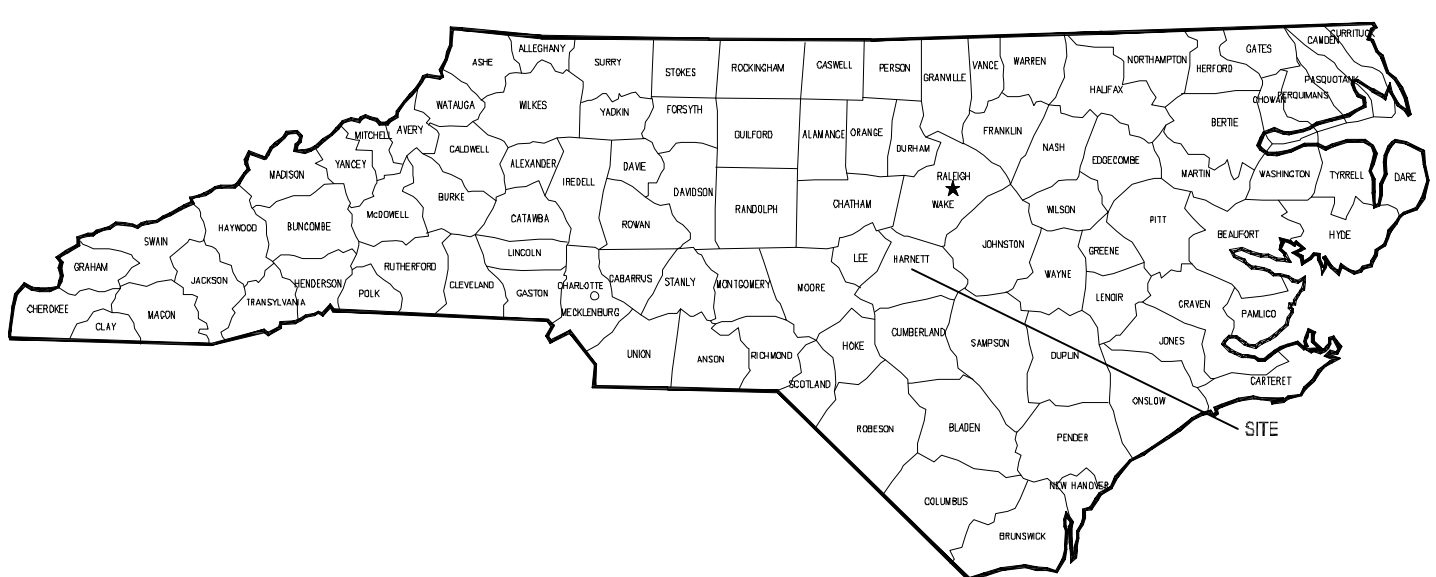 ALLEGHANY
ASHE
SURRY
STOKES
ROCKINGHAM
CASWELL
PERSON
GRANVILLE
VANCE
WARREN
NORTHAMPTON
HERFORD
GATES
CAMDEN
CURRITUCK
PASQUOTANK
PERQUIMANS
CHOWAN
HALIFAX
BERTIE
WATAUGA
WILKES
YADKIN
FORSYTH
GUILFORD
ALAMANCE
ORANGE
DURHAM
FRANKLIN
NASH
EDGECOMBE
MARTIN
WASHINGTON
TYRRELL
DARE
MITCHELL
AVERY
CALDWELL
ALEXANDER
IREDELL
DAVIE
DAVIDSON
RALEIGH
WAKE
MADISON
YANCEY
BURKE
McDOWELL
CATAWBA
ROWAN
RANDOLPH
CHATHAM
WILSON
PITT
BEAUFORT
HYDE
HAYWOOD
BUNCOMBE
SWAIN
GRAHAM
JACKSON
HENDERSON
RUTHERFORD
LINCOLN
CLEVELAND
GASTON
CHARLOTTE
MECKLENBURG
CABARRUS
STANLY
MONTGOMERY
MOORE
LEE
HARNETT
JOHNSTON
GREENE
WAYNE
LENOIR
CRAVEN
PAMLICO
CHEROKEE
CLAY
MACON
TRANSYLVANIA
POLK
UNION
ANSON
RICHMOND
SCOTLAND
HOKE
CUMBERLAND
SAMPSON
DUPLIN
JONES
CARTERET
ONSLOW
SITE
ROBESON
BLADEN
PENDER
NEW HANOVER
COLUMBUS
BRUNSWICK